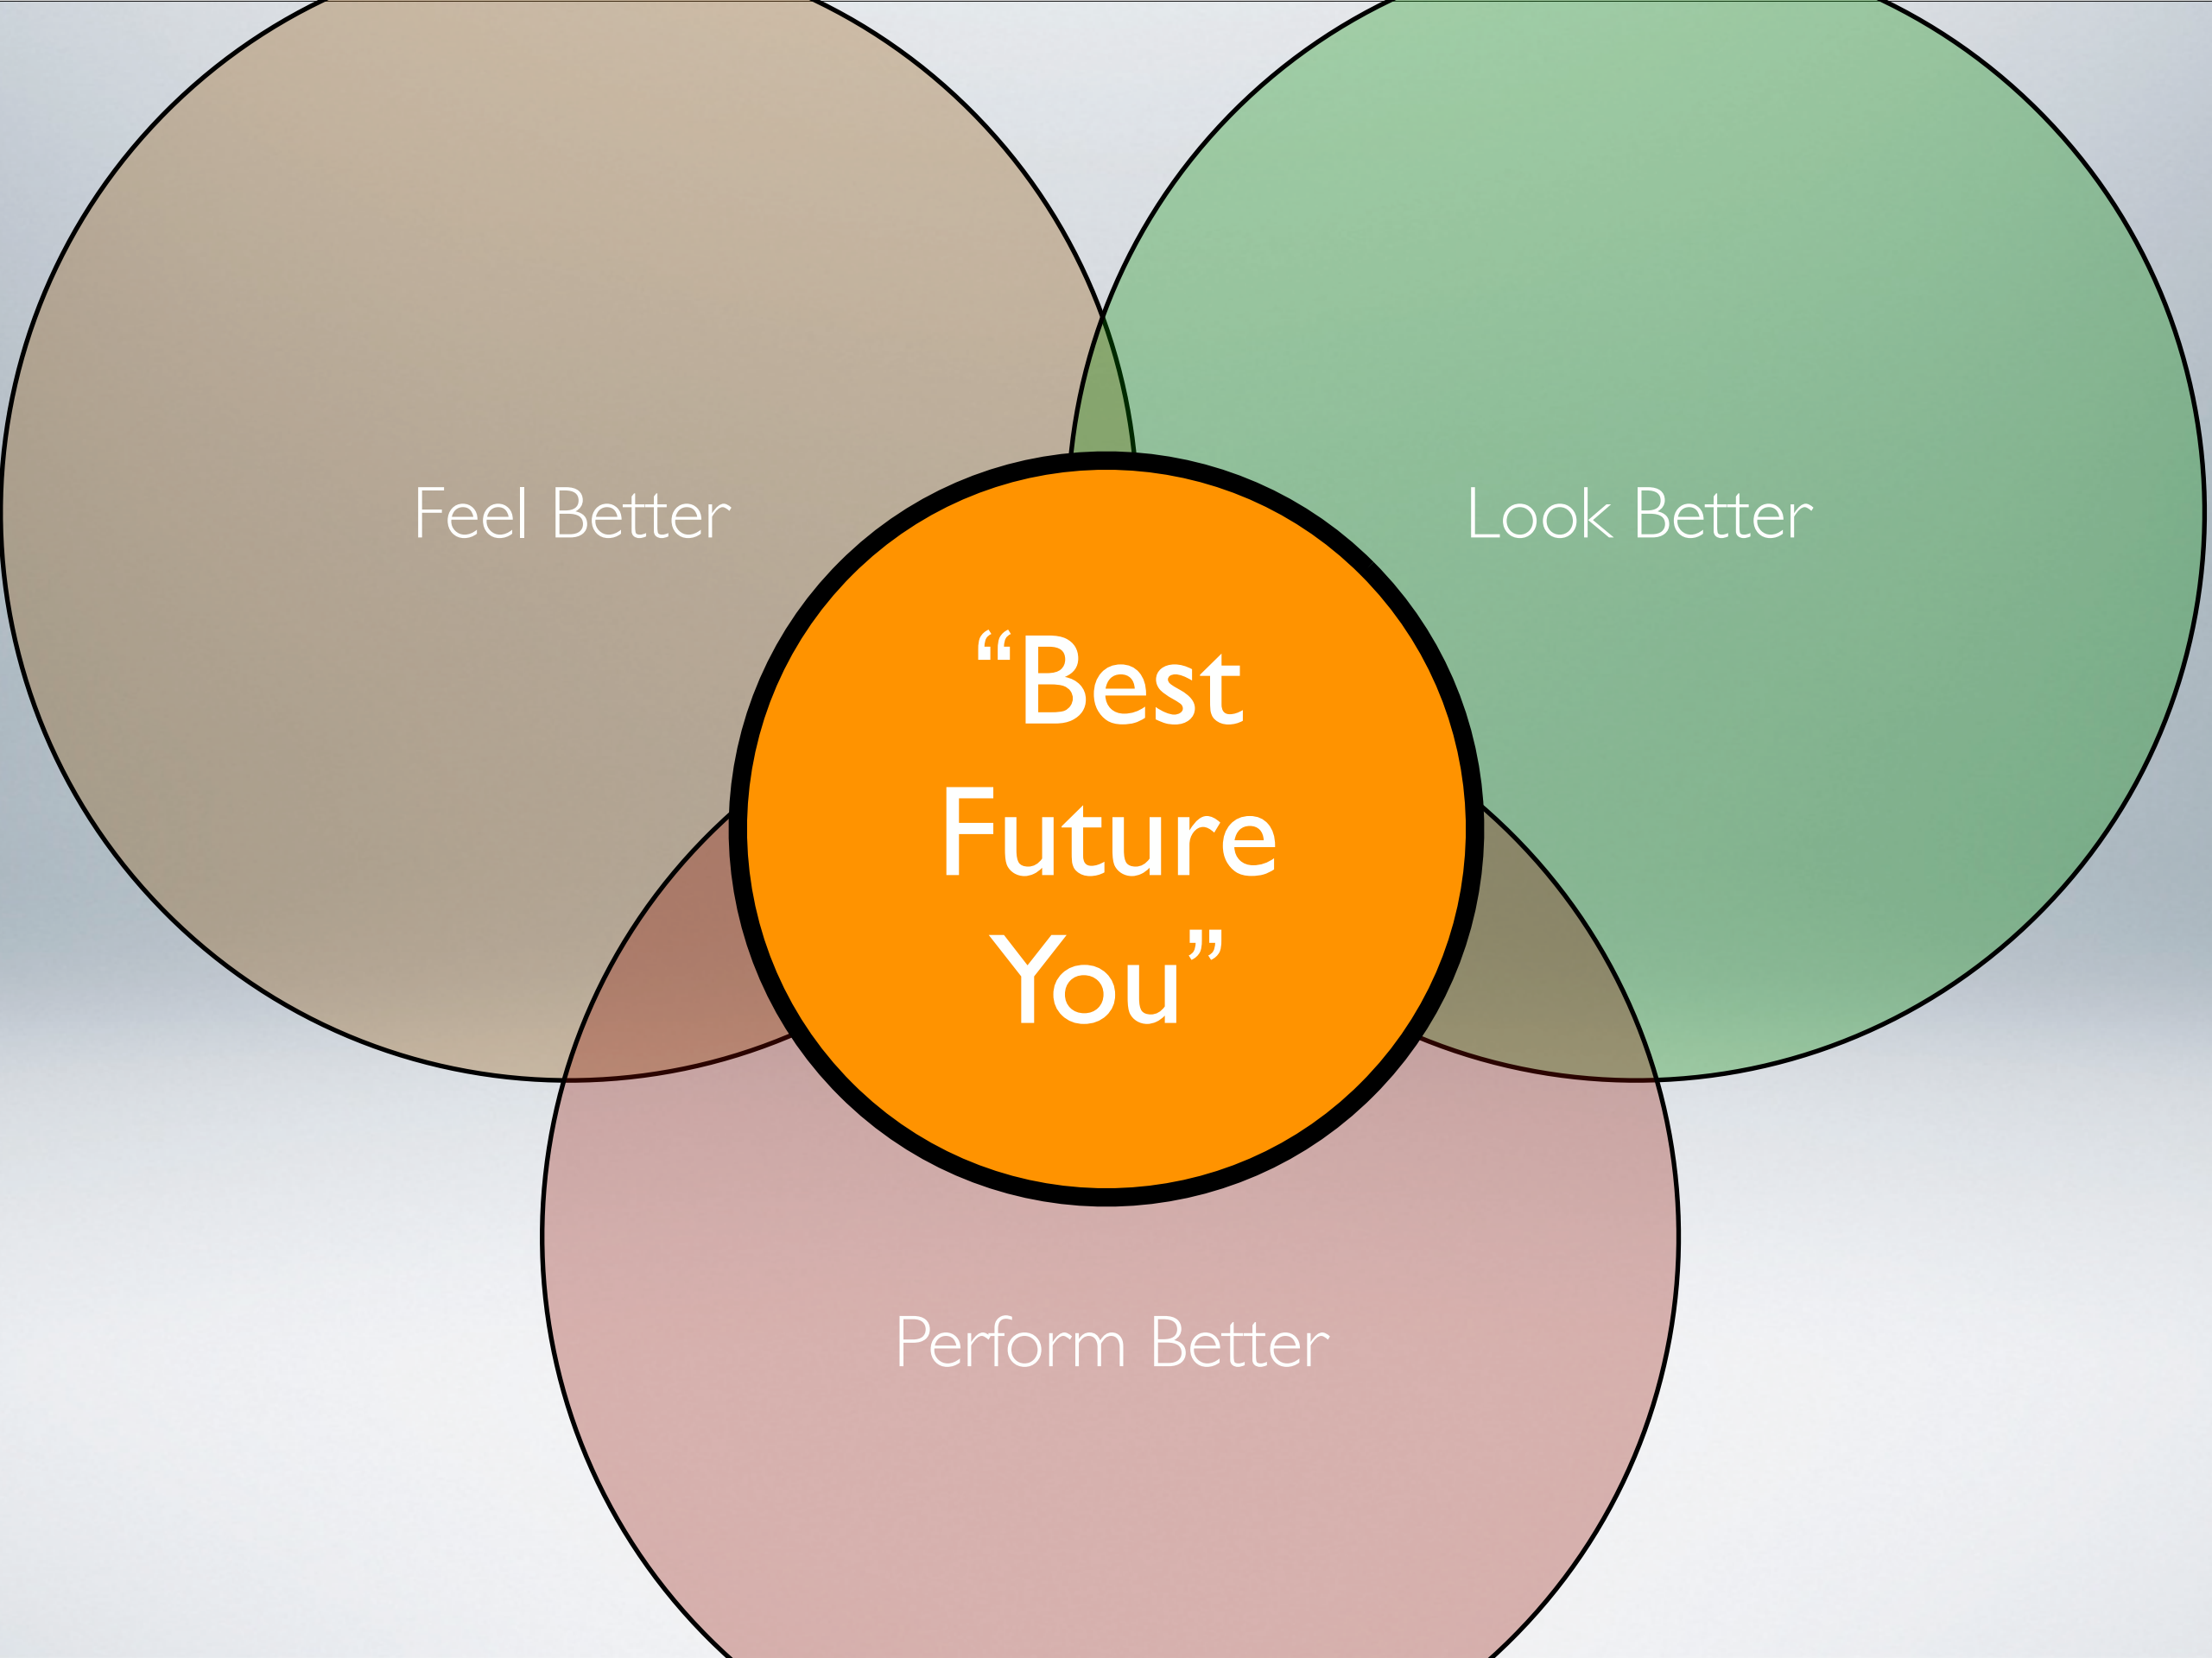 Feel Better
Look Better
“Best
Future
You”
Perform Better